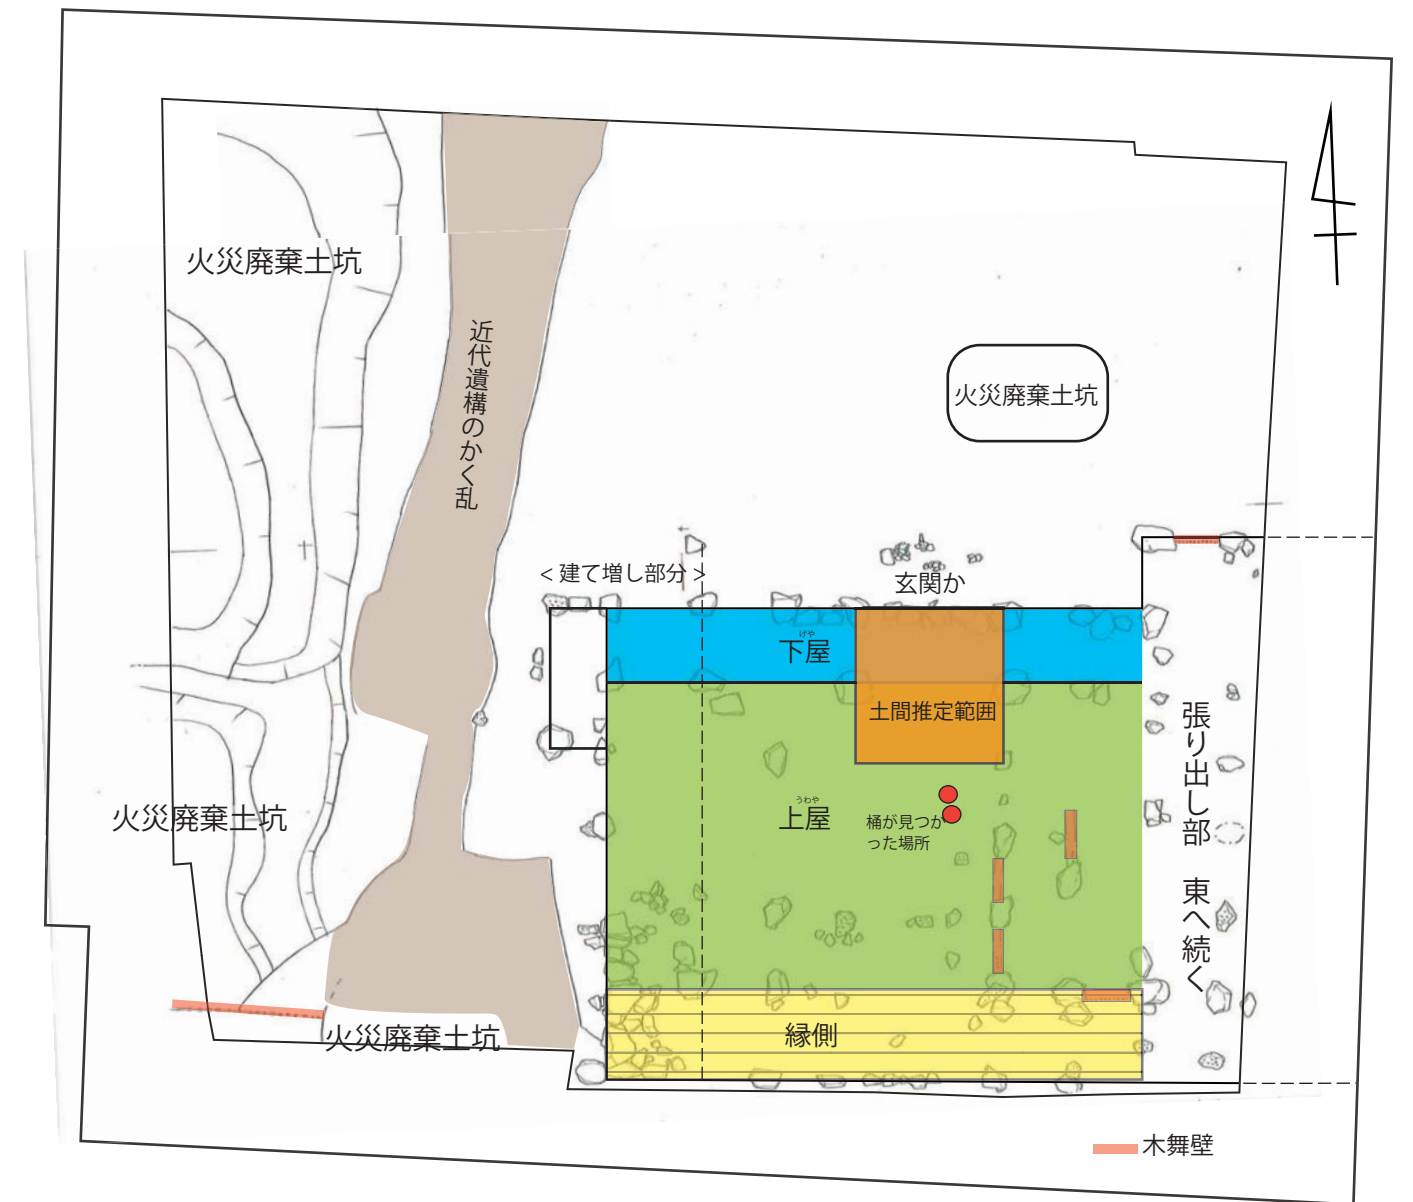 火災廃棄土坑
近代遺構のかく乱
火災廃棄土坑
<建て増し部分>
玄関か
げや
下屋
土間推定範囲
うわや
上屋
桶が見つか
った場所
張り出し部 東へ続く
火災廃棄土坑
火災廃棄土坑
縁側
木舞壁